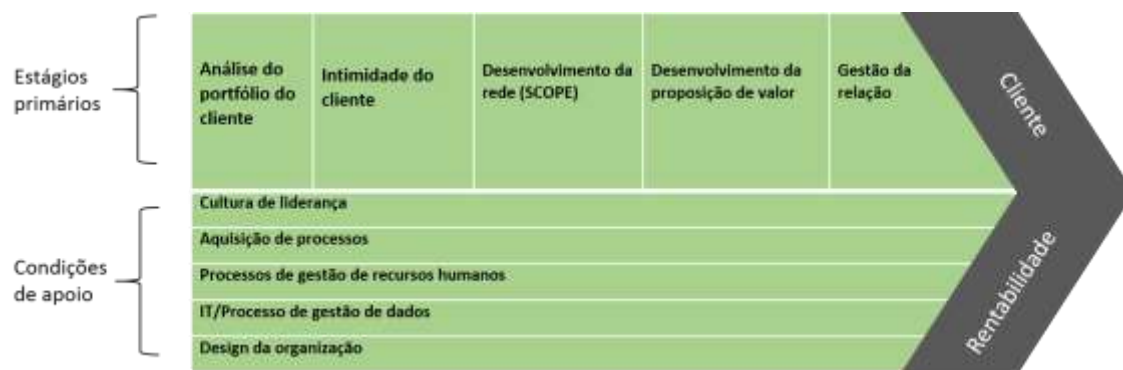 Estágios
primários
Análise do
portfólio do
cliente
Intimidade do
cliente
Desenvolvimento da
rede (SCOPE)
Desenvolvimento da
proposição de valor
Gestão da
relação
Cliente
Condições
de apoio
Cultura de liderança
Aquisição de processos
Processos de gestão de recursos humanos
IT/Processo de gestão de dados
Design da organização
Rentabilidade